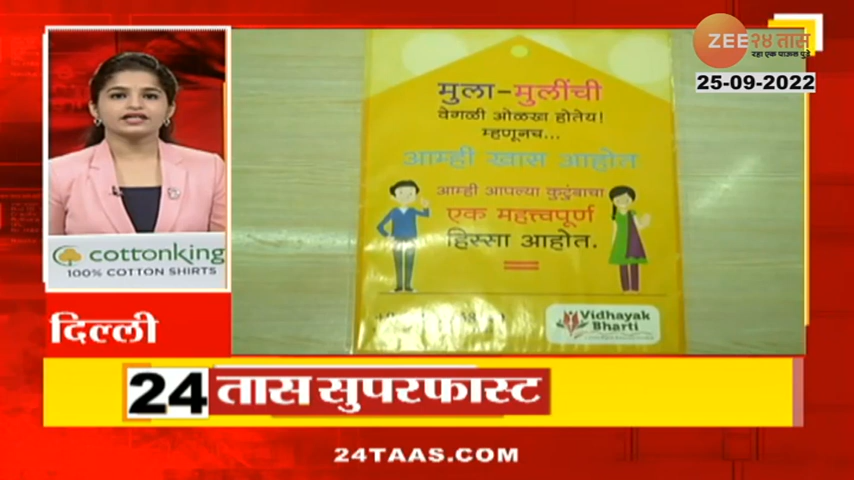 ZEE २४ तास
रहा एक पाऊल पुढे
25-09-2022
मुला-मुलींची
वेगळी ओळख होतेय!
म्हणूनच...
आम्ही खास आहोत
आम्ही आपल्या कुटुंबाचा
एक महत्त्वपूर्ण
हिस्सा आहोत.
Vidhayak
Bharti
cottonking
100% COTTON SHIRTS
दिल्ली
24 तास सुपरफास्ट
24TAAS.COM